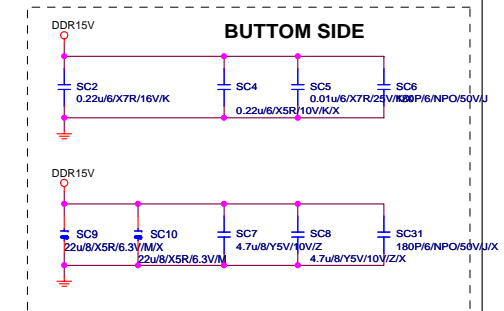 BUTTOM SIDE
DDR15V
SC2
0.22u/6/X7R/16V/K
SC4
0.22u/6/X5R/10V/K/X
SC5
0.01u/6/X7R/25V/K
SC6
180P/6/NPO/50V/J
DDR15V
SC9
22u/8/X5R/6.3V/M/X
SC10
22u/8/X5R/6.3V/M
SC7
4.7u/8/Y5V/10V/Z
SC8
4.7u/8/Y5V/10V/Z/X
SC31
180P/6/NPO/50V/J/X